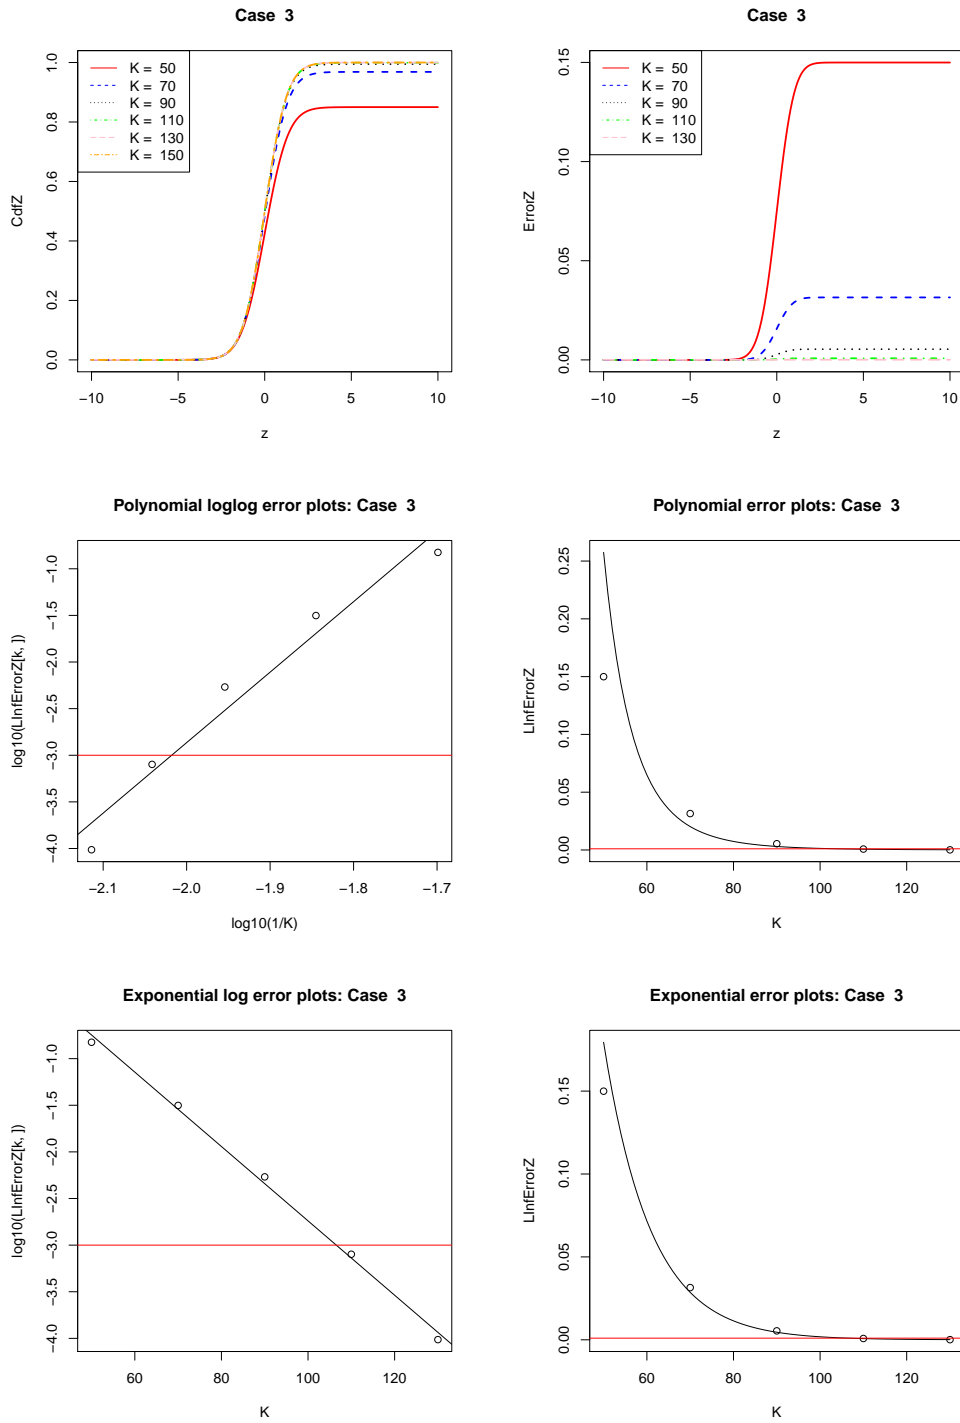 Case  3
CdfZ
1.0
0.8
0.6
0.4
0.2
0.0
K =  50
K =  70
K =  90
K =  110
K =  130
K =  150
−10
−5
0
5
10
z
Case  3
ErrorZ
0.15
0.10
0.05
0.00
K =  50
K =  70
K =  90
K =  110
K =  130
−10
−5
0
5
10
z
Polynomial loglog error plots: Case  3
log10(LInfErrorZ[k, ])
−1.0
−1.5
−2.0
−2.5
−3.0
−3.5
−4.0
−2.1
−2.0
−1.9
−1.8
−1.7
log10(1/K)
Polynomial error plots: Case  3
LInfErrorZ
0.25
0.20
0.15
0.10
0.05
0.00
60
80
100
120
K
Exponential log error plots: Case  3
log10(LInfErrorZ[k, ])
−1.0
−1.5
−2.0
−2.5
−3.0
−3.5
−4.0
60
80
100
120
K
Exponential error plots: Case  3
LInfErrorZ
0.15
0.10
0.05
0.00
60
80
100
120
K